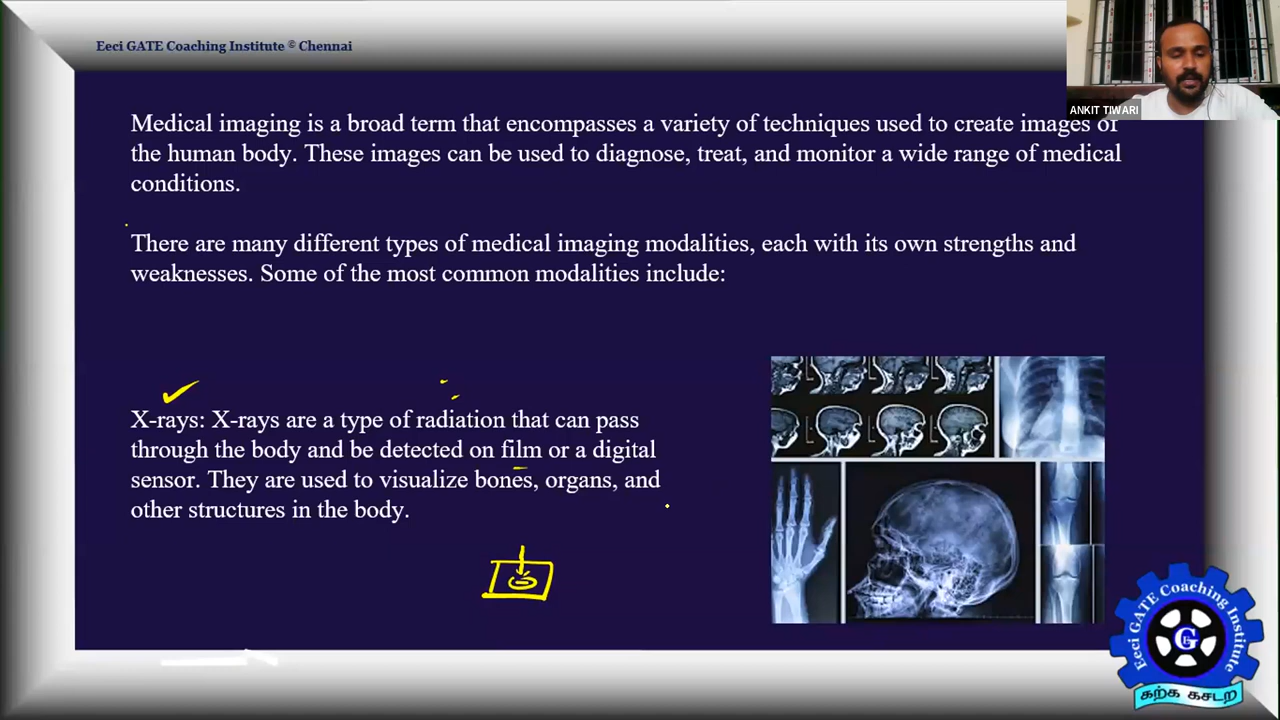 Eeci GATE Coaching Institute © Chennai
ANKIT TIWARI
Medical imaging is a broad term that encompasses a variety of techniques used to create images of
the human body. These images can be used to diagnose, treat, and monitor a wide range of medical
conditions.
There are many different types of medical imaging modalities, each with its own strengths and
weaknesses. Some of the most common modalities include:
X-rays: X-rays are a type of radiation that can pass
through the body and be detected on film or a digital
sensor. They are used to visualize bones, organs, and
other structures in the body.
Eeci GATE Coaching Institute
கற்க கசடற